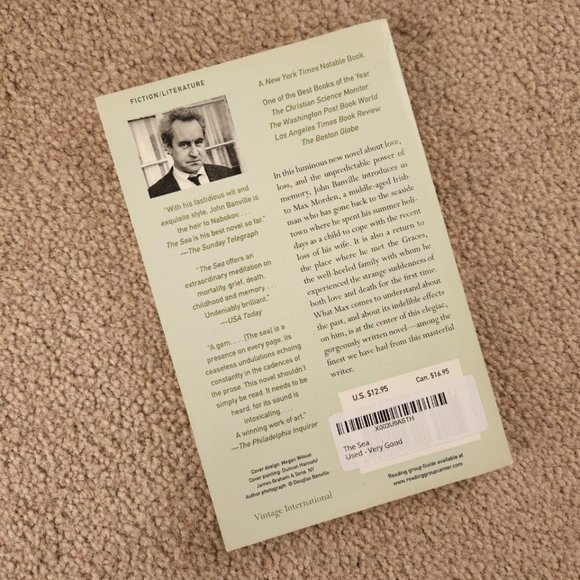 FICTION/LITERATURE
A New York Times Notable Book
One of the Best Books of the Year
The Christian Science Monitor
The Washington Post Book World
Los Angeles Times Book Review
The Boston Globe
"With his fastidious wit and
exquisite style, John Banville is
the heir to Nabokov. . . .
The Sea is his best novel so far."
—The Sunday Telegraph
"The Sea offers an
extraordinary meditation on
mortality, grief, death,
childhood and memory. . . .
Undeniably brilliant."
—USA Today
"A gem. . . . [The sea] is a
presence on every page, its
ceaseless undulations echoing
constantly in the cadences of
the prose. This novel shouldn't
simply be read. It needs to be
heard, for its sound is
intoxicating. . . .
A winning work of art."
—The Philadelphia Inquirer
In this luminous new novel about love,
loss, and the unpredictable power of
memory, John Banville introduces us
to Max Morden, a middle-aged Irish-
man who has gone back to the seaside
town where he spent his summer holi-
days as a child to cope with the recent
loss of his wife. It is also a return to
the place where he met the Graces,
the well-heeled family with whom he
experienced the strange suddenness of
both love and death for the first time.
What Max comes to understand about
the past, and about its indelible effects
on him, is at the center of this elegiac,
gorgeously written novel—among the
finest we have had from this masterful
writer.
U.S. $12.95 Can. $16.95
X003U9ASTH
The Sea
Used - Very Good
Cover design: Megan Wilson
Cover painting: Duncan Hannah/
James Graham & Sons, NY
Author photograph © Douglas Banville
Reading group Guide available at
www.readinggroupcenter.com
Vintage International